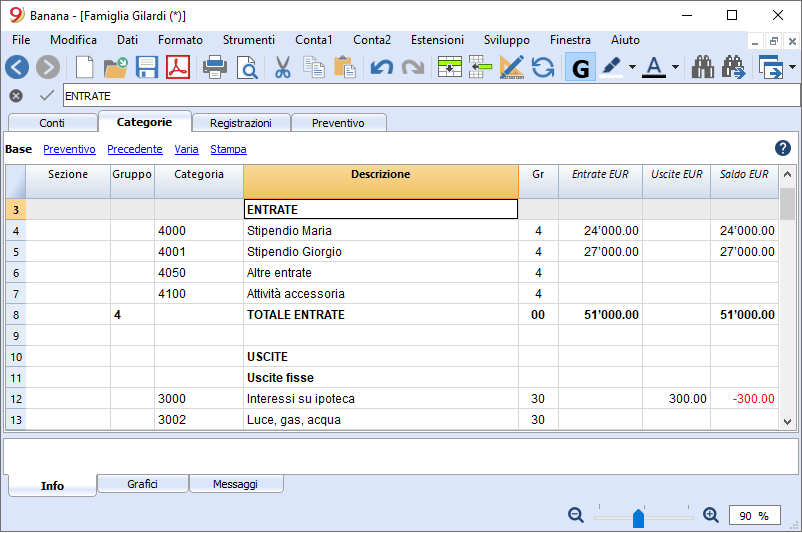 Banana - [Famiglia Gilardi (*)]
File Modifica Dati Formato Strumenti Conta1 Conta2 Estensioni Sviluppo Finestra Aiuto
G A
ENTRATE
Conti Categorie Registrazioni Preventivo
Base Preventivo Precedente Varia Stampa ?
Sezione Gruppo Categoria Descrizione Gr Entrate EUR Uscite EUR Saldo EUR
3 ENTRATE
4 4000 Stipendio Maria 4 24'000.00 24'000.00
5 4001 Stipendio Giorgio 4 27'000.00 27'000.00
6 4050 Altre entrate 4
7 4100 Attività accessoria 4
8 4 TOTALE ENTRATE 00 51'000.00 51'000.00
9
10 USCITE
11 Uscite fisse
12 3000 Interessi su ipoteca 30 300.00 -300.00
13 3002 Luce, gas, acqua 30
Info Grafici Messaggi
90 %